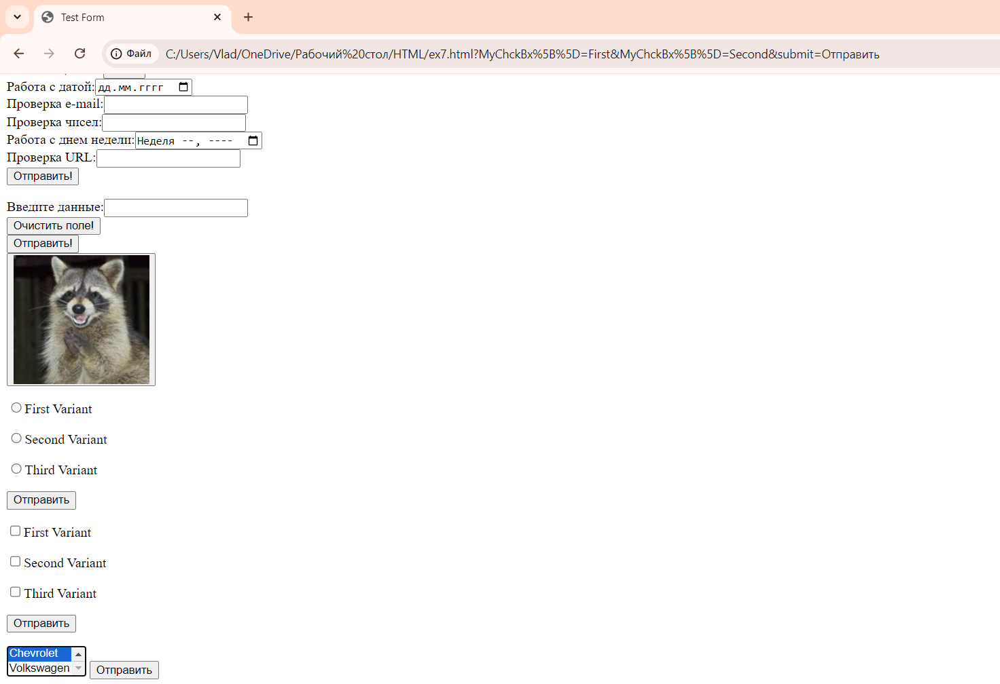 Test Form
Файл
C:/Users/Vlad/OneDrive/Рабочий%20стол/HTML/ex7.html?MyChckBx%5B%5D=First&MyChckBx%5B%5D=Second&submit=Отправить
Работа с датой: дд.мм.гггг
Проверка e-mail:
Проверка чисел:
Работа с днем недели: Неделя --, ----
Проверка URL:
Отправить!
Введите данные:
Очистить поле!
Отправить!
First Variant
Second Variant
Third Variant
Отправить
First Variant
Second Variant
Third Variant
Отправить
Chevrolet
Volkswagen Отправить